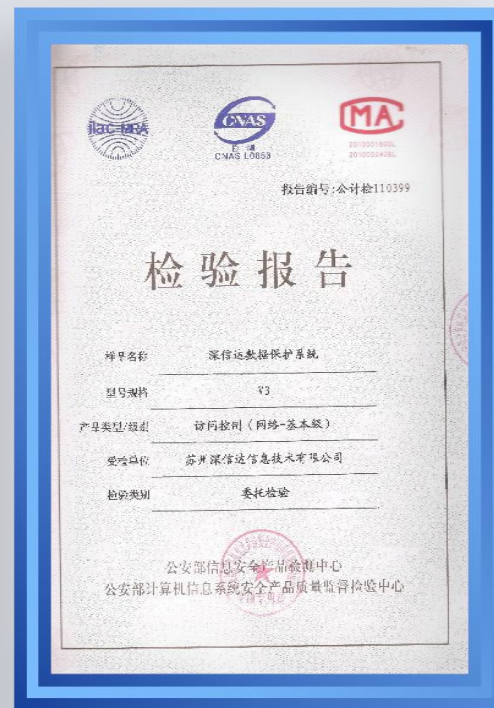 ilac-MRA
CNAS
CNAS L0853
MA
报告编号:公计检110399
检验报告
样早名称 深信达数据保护系统
型号规格 V3
产品类型/级别 访问控制(网络-基本级)
受检单位 苏州深信达信息技术有限公司
检验类别 委托检验
公安部信息安全产品检测中心
公安部计算机信息系统安全产品质量监督检验中心